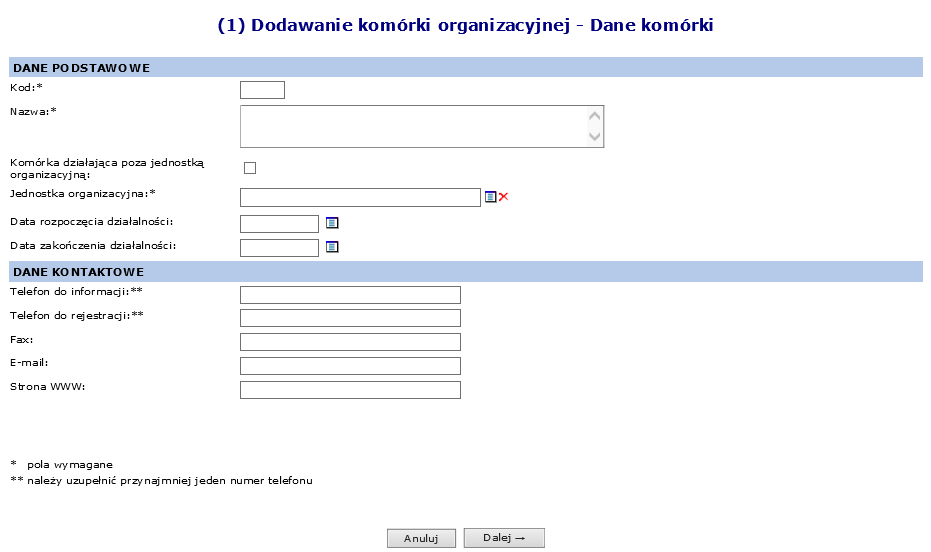 (1) Dodawanie komórki organizacyjnej - Dane komórki
DANE PODSTAWOWE
Kod:*
Nazwa:*
Komórka działająca poza jednostką
organizacyjną:
Jednostka organizacyjna:*
Data rozpoczęcia działalności:
Data zakończenia działalności:
DANE KONTAKTOWE
Telefon do informacji:**
Telefon do rejestracji:**
Fax:
E-mail:
Strona WWW:
* pola wymagane
** należy uzupełnić przynajmniej jeden numer telefonu
Anuluj Dalej →